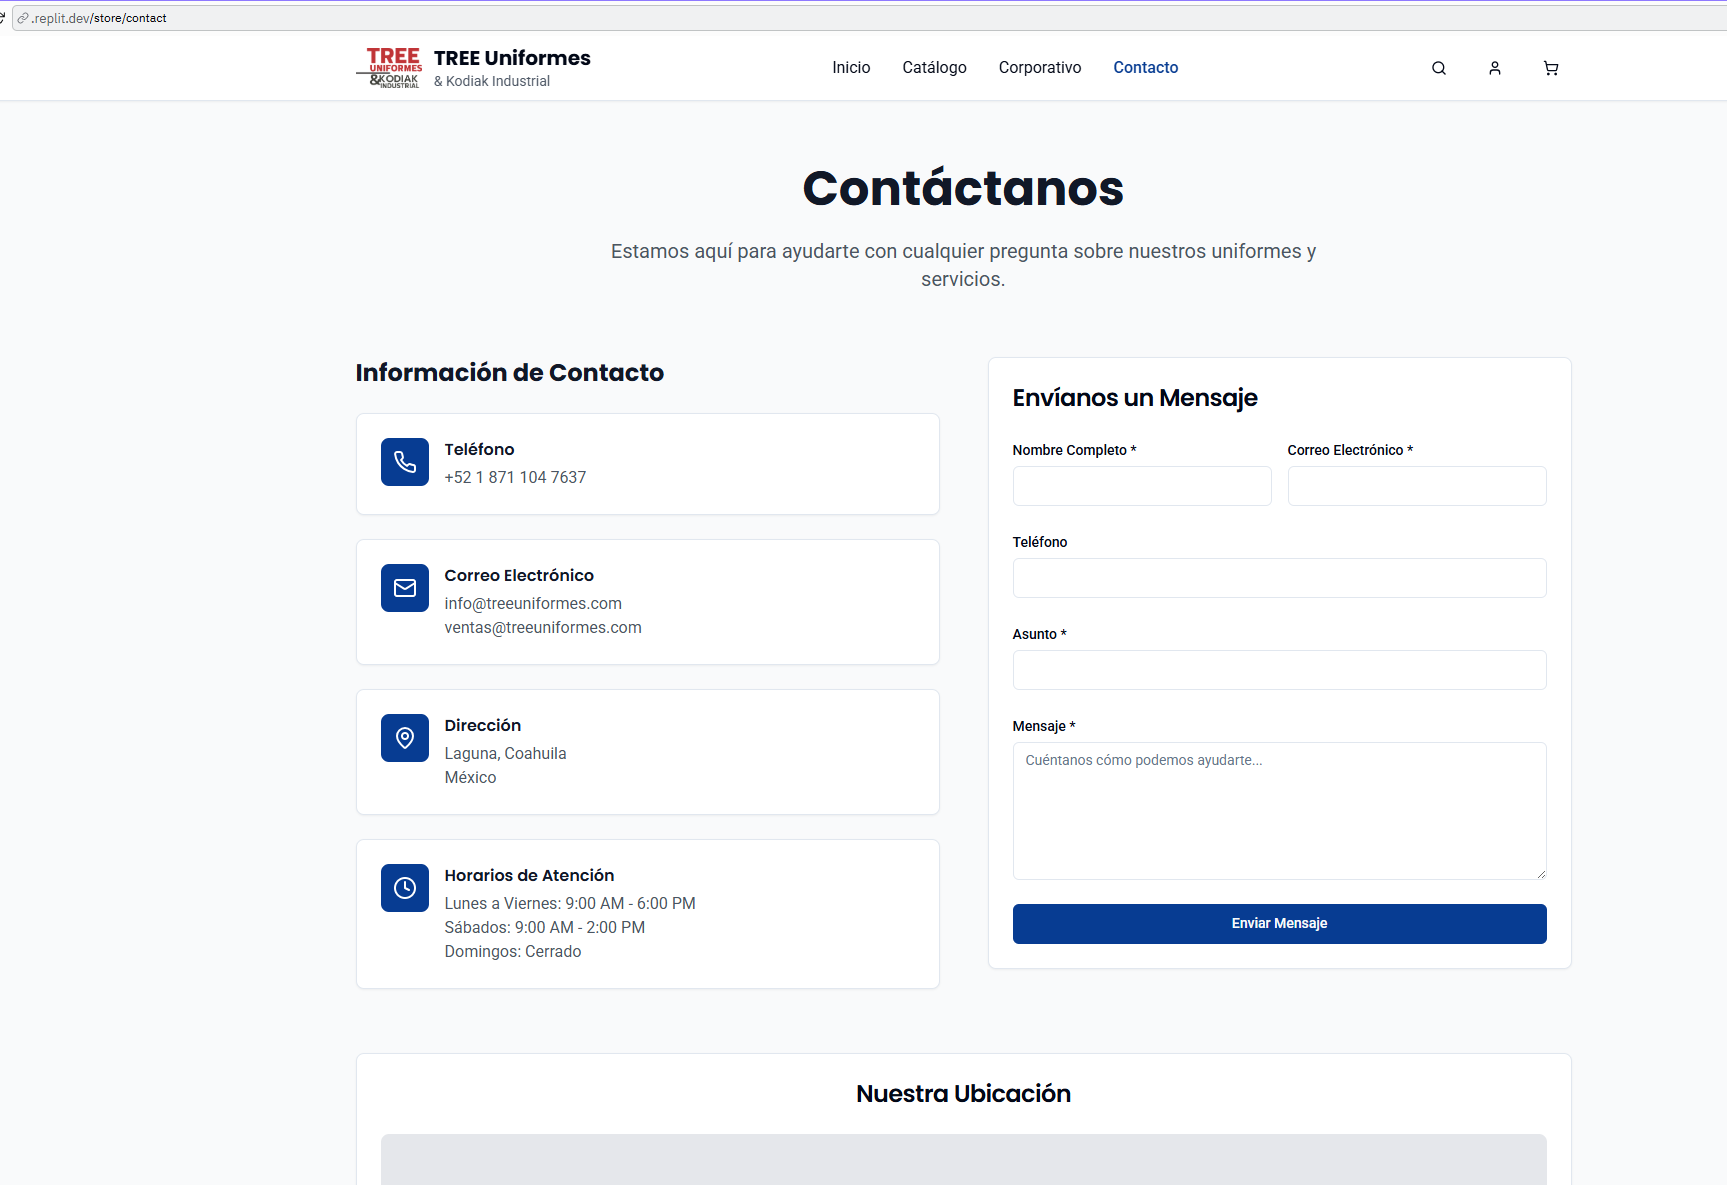 .replit.dev/store/contact
TREE
UNIFORMES
&KODIAK
INDUSTRIAL
TREE Uniformes
& Kodiak Industrial
Inicio
Catálogo
Corporativo
Contacto
Contáctanos
Estamos aquí para ayudarte con cualquier pregunta sobre nuestros uniformes y
servicios.
Información de Contacto
Teléfono
+52 1 871 104 7637
Correo Electrónico
info@treeuniformes.com
ventas@treeuniformes.com
Dirección
Laguna, Coahuila
México
Horarios de Atención
Lunes a Viernes: 9:00 AM - 6:00 PM
Sábados: 9:00 AM - 2:00 PM
Domingos: Cerrado
Envíanos un Mensaje
Nombre Completo *
Correo Electrónico *
Teléfono
Asunto *
Mensaje *
Cuéntanos cómo podemos ayudarte...
Enviar Mensaje
Nuestra Ubicación